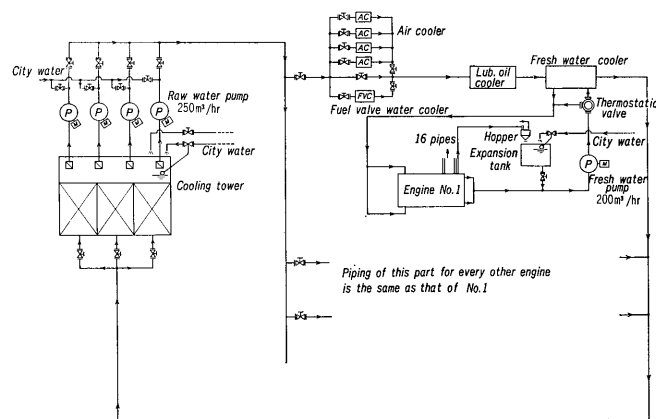 City water
P
P
P
P
M
M
M
M
Raw water pump
250m³/hr
City water
Cooling tower
AC
AC
AC
AC
FVC
Air cooler
Fuel valve water cooler
Lub. oil
cooler
Fresh water
cooler
Thermostatic
valve
City water
16 pipes
Hopper
Expansion
tank
Engine No.1
P
M
Fresh water
pump
200m³/hr
Piping of this part for every other engine
is the same as that of No.1